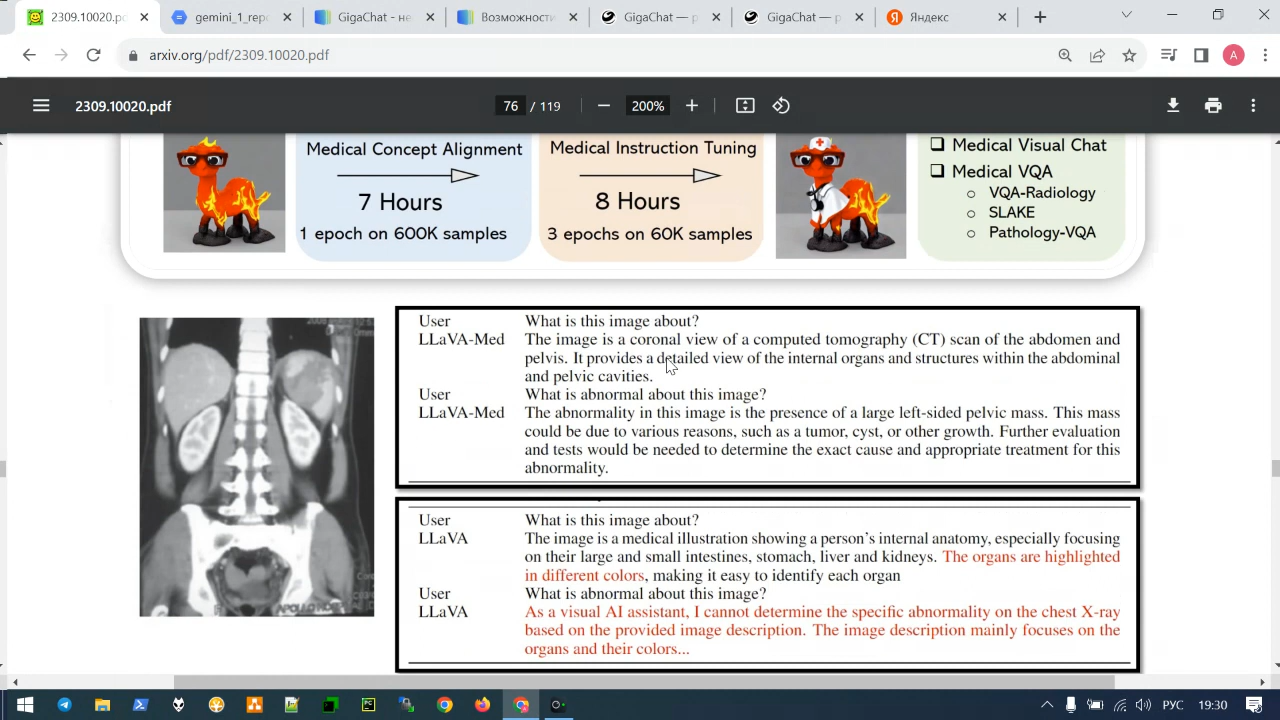 2309.10020.pdf
gemini_1_repo
GigaChat - не
Возможности
GigaChat — р
GigaChat — р
Яндекс
arxiv.org/pdf/2309.10020.pdf
A
2309.10020.pdf
76 / 119
200%
Medical Concept Alignment
7 Hours
1 epoch on 600K samples
Medical Instruction Tuning
8 Hours
3 epochs on 60K samples
Medical Visual Chat
Medical VQA
VQA-Radiology
SLAKE
Pathology-VQA
User What is this image about?
LLaVA-Med The image is a coronal view of a computed tomography (CT) scan of the abdomen and
pelvis. It provides a detailed view of the internal organs and structures within the abdominal
and pelvic cavities.
User What is abnormal about this image?
LLaVA-Med The abnormality in this image is the presence of a large left-sided pelvic mass. This mass
could be due to various reasons, such as a tumor, cyst, or other growth. Further evaluation
and tests would be needed to determine the exact cause and appropriate treatment for this
abnormality.
User What is this image about?
LLaVA The image is a medical illustration showing a person's internal anatomy, especially focusing
on their large and small intestines, stomach, liver and kidneys. The organs are highlighted
in different colors, making it easy to identify each organ
User What is abnormal about this image?
LLaVA As a visual AI assistant, I cannot determine the specific abnormality on the chest X-ray
based on the provided image description. The image description mainly focuses on the
organs and their colors...
РУС
19:30